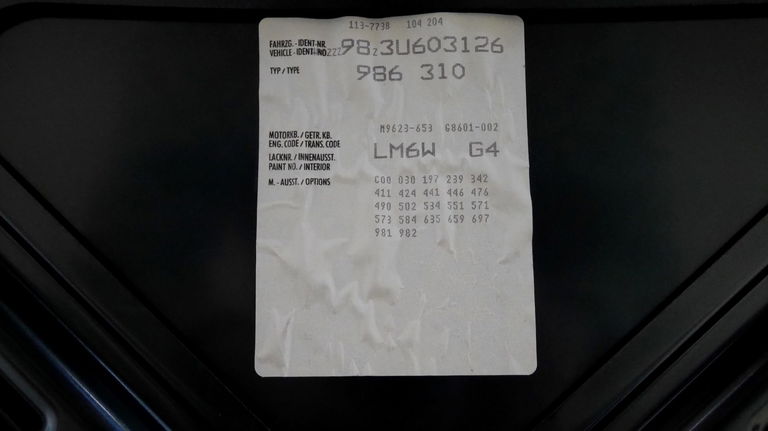 113-7738 104 204
FAHRZG.-IDENT-NR.
VEHICLE-IDENT-NO. ZZZ98Z3U603126
TYP / TYPE 986 310
M9623-653 G8601-002
MOTORKB. / GETR. KB.
ENG. CODE / TRANS. CODE
LM6W G4
LACKNR. / INNENAUSST.
PAINT NO. / INTERIOR
M.-AUSST. / OPTIONS C00 030 197 239 342
411 424 441 446 476
490 502 534 551 571
573 584 635 659 697
981 982